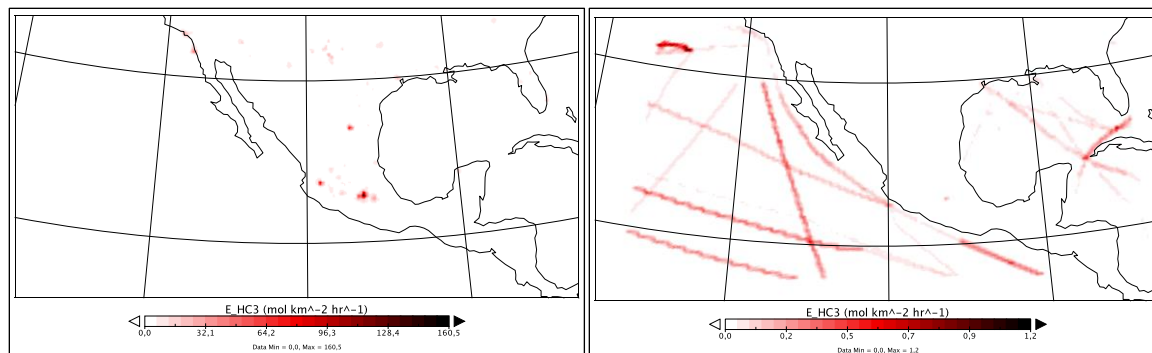 E_HC3 (mol km^-2 hr^-1)
0,0 32,1 64,2 96,3 128,4 160,5
Data Min = 0,0, Max = 160,5
E_HC3 (mol km^-2 hr^-1)
0,0 0,2 0,5 0,7 0,9 1,2
Data Min = 0,0, Max = 1,2